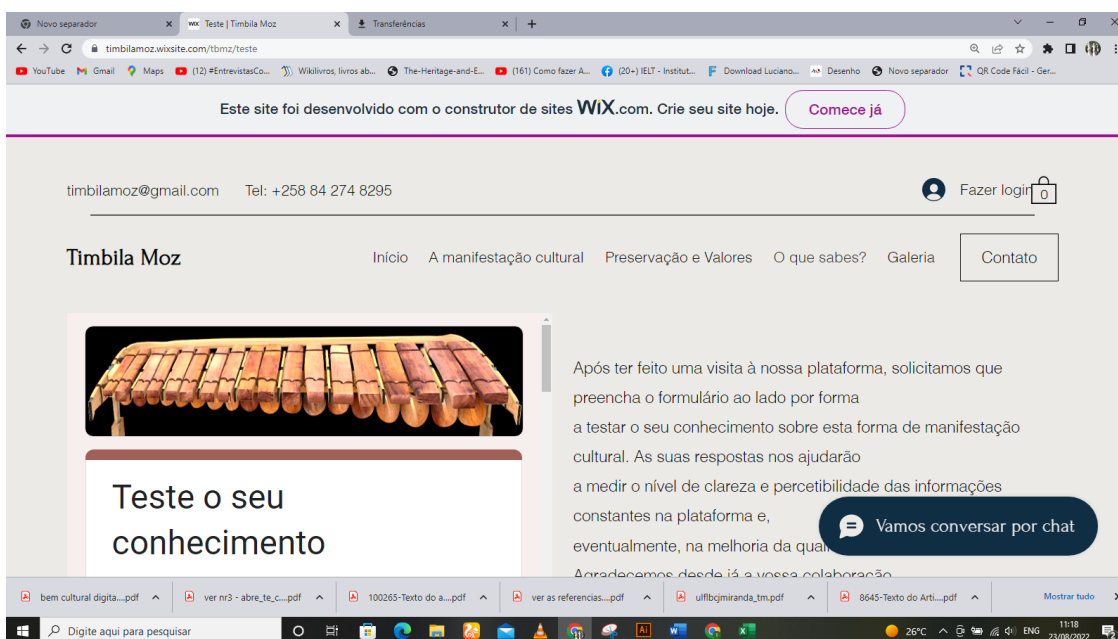 Novo separador
WiX Teste | Timbila Moz
Transferências
timbilamoz.wixsite.com/tbmz/teste
YouTube
Gmail
Maps
(12) #EntrevistasCo...
Wikilivros, livros ab...
The-Heritage-and-E...
(161) Como fazer A...
(20+) IELT - Institut...
Download Luciano...
Desenho
Novo separador
QR Code Fácil - Ger...
Este site foi desenvolvido com o construtor de sites WiX.com. Crie seu site hoje.
Comece já
timbilamoz@gmail.com
Tel: +258 84 274 8295
Fazer login
0
Timbila Moz
Início
A manifestação cultural
Preservação e Valores
O que sabes?
Galeria
Contato
Teste o seu
conhecimento
Após ter feito uma visita à nossa plataforma, solicitamos que
preencha o formulário ao lado por forma
a testar o seu conhecimento sobre esta forma de manifestação
cultural. As suas respostas nos ajudarão
a medir o nível de clareza e percetibilidade das informações
constantes na plataforma e,
eventualmente, na melhoria da
Agradecemos desde já a vossa colaboração
Vamos conversar por chat
bem cultural digita....pdf
ver nr3 - abre_te_c....pdf
100265-Texto do a....pdf
ver as referencias....pdf
ulflbcjmiranda_tm.pdf
8645-Texto do Arti....pdf
Mostrar tudo
Digite aqui para pesquisar
Ai
26°C
ENG
11:18
23/08/2022